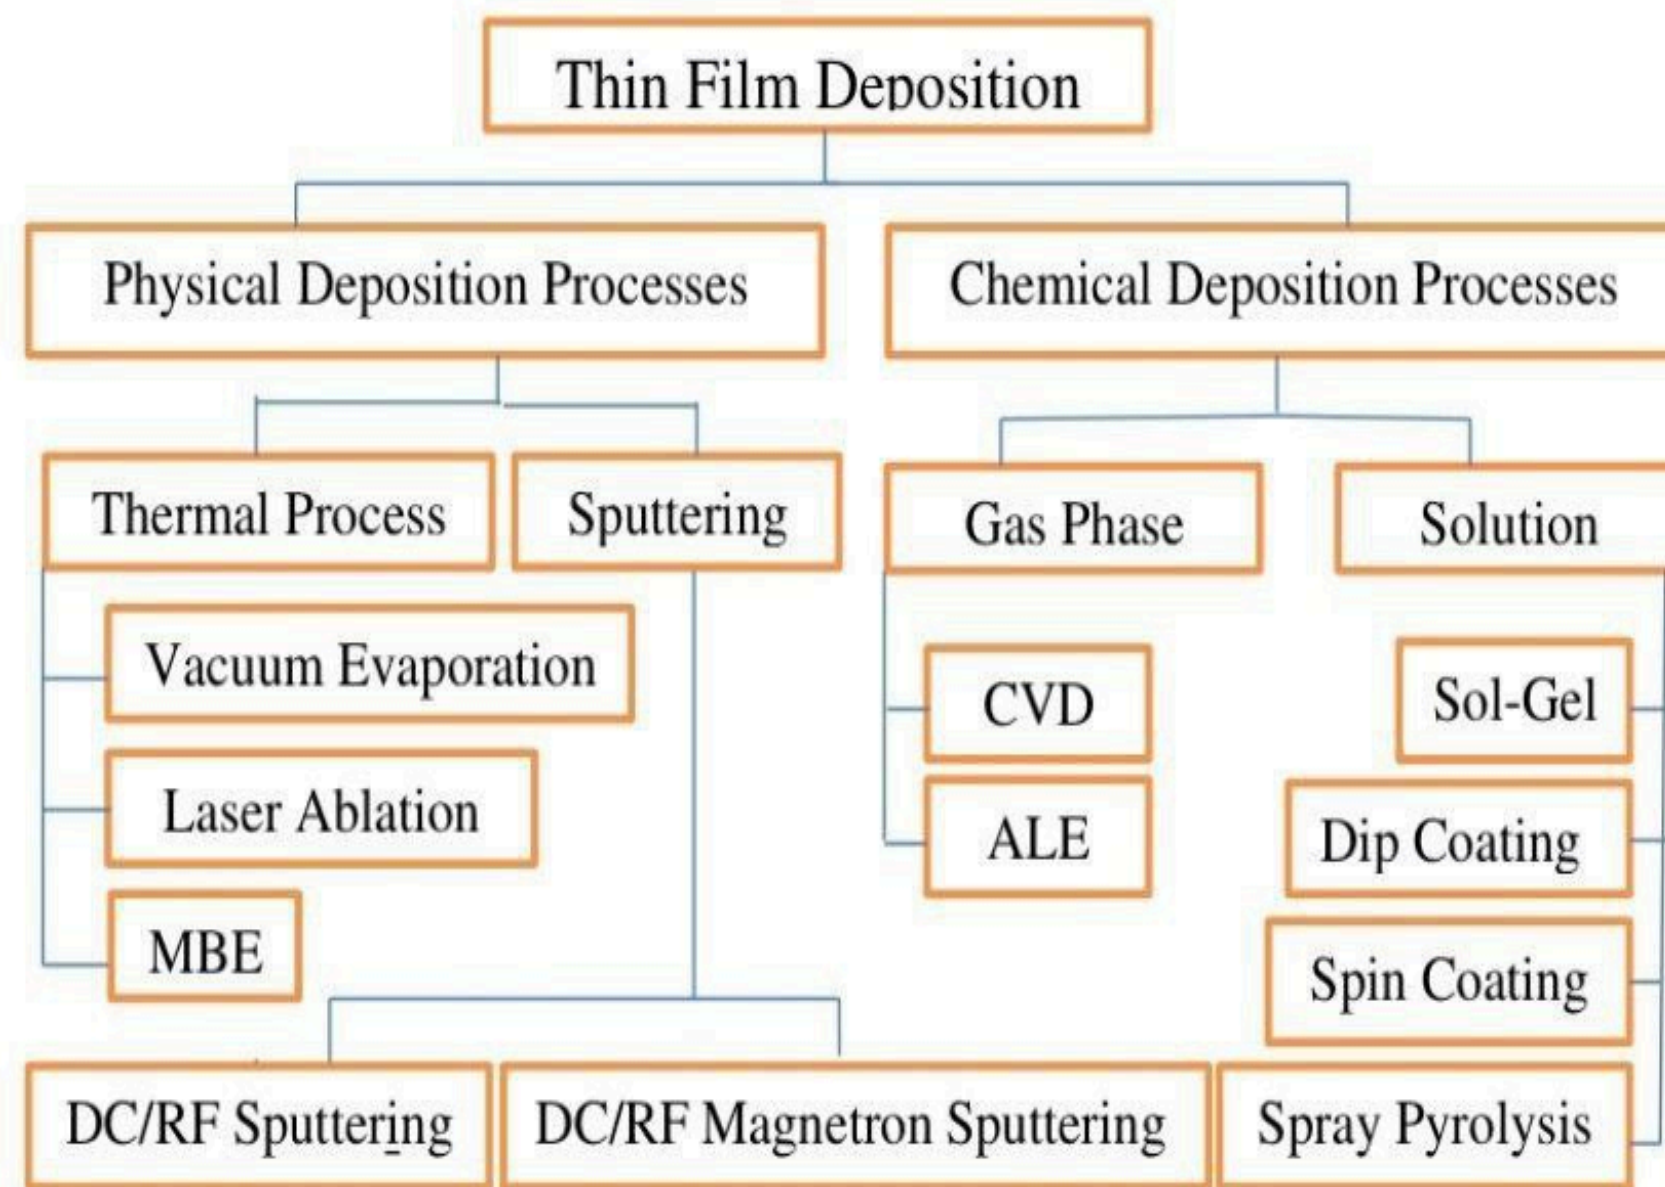 Thin Film Deposition
Physical Deposition Processes
Chemical Deposition Processes
Thermal Process
Sputtering
Gas Phase
Solution
Vacuum Evaporation
Laser Ablation
MBE
CVD
ALE
Sol-Gel
Dip Coating
Spin Coating
DC/RF Sputtering
DC/RF Magnetron Sputtering
Spray Pyrolysis